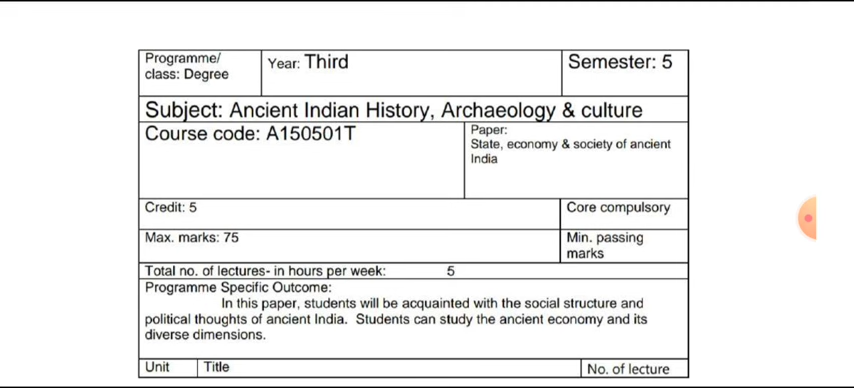 Programme/
class: Degree
Year: Third
Semester: 5
Subject: Ancient Indian History, Archaeology & culture
Course code: A150501T
Paper:
State, economy & society of ancient
India
Credit: 5
Core compulsory
Max. marks: 75
Min. passing
marks
Total no. of lectures- in hours per week: 5
Programme Specific Outcome:
In this paper, students will be acquainted with the social structure and
political thoughts of ancient India. Students can study the ancient economy and its
diverse dimensions.
Unit
Title
No. of lecture